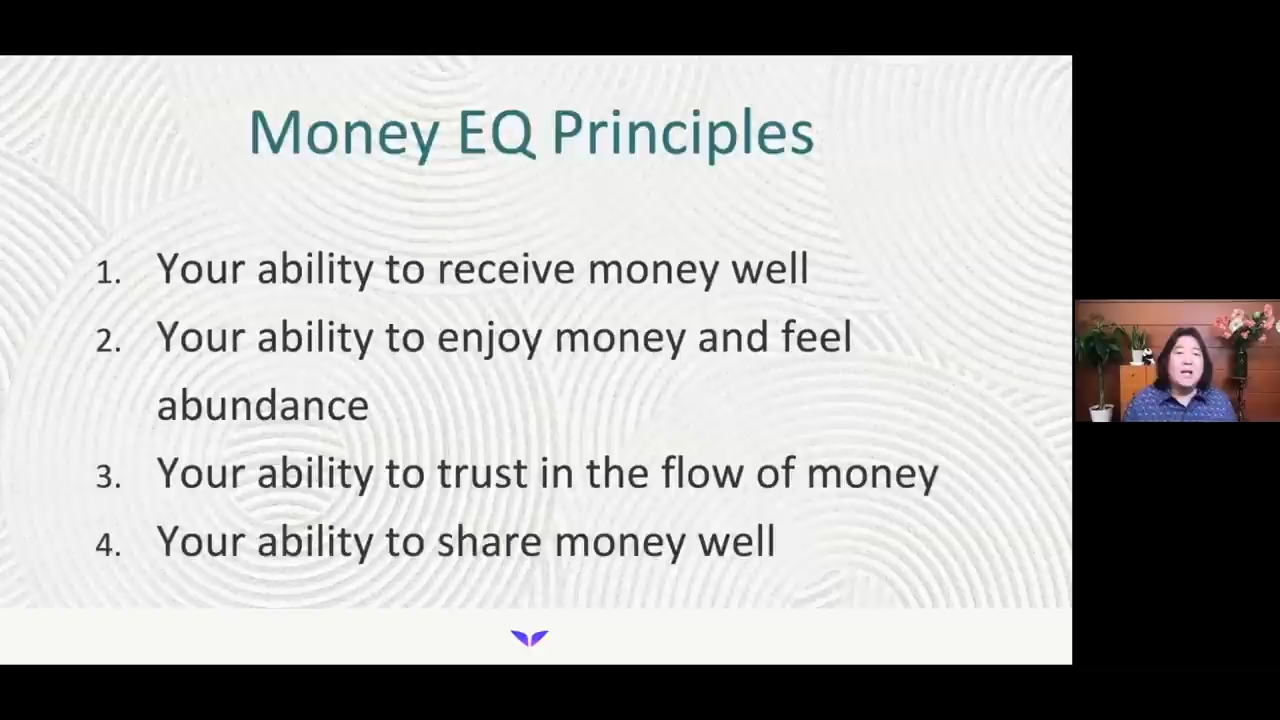 Money EQ Principles
1. Your ability to receive money well
2. Your ability to enjoy money and feel
abundance
3. Your ability to trust in the flow of money
4. Your ability to share money well